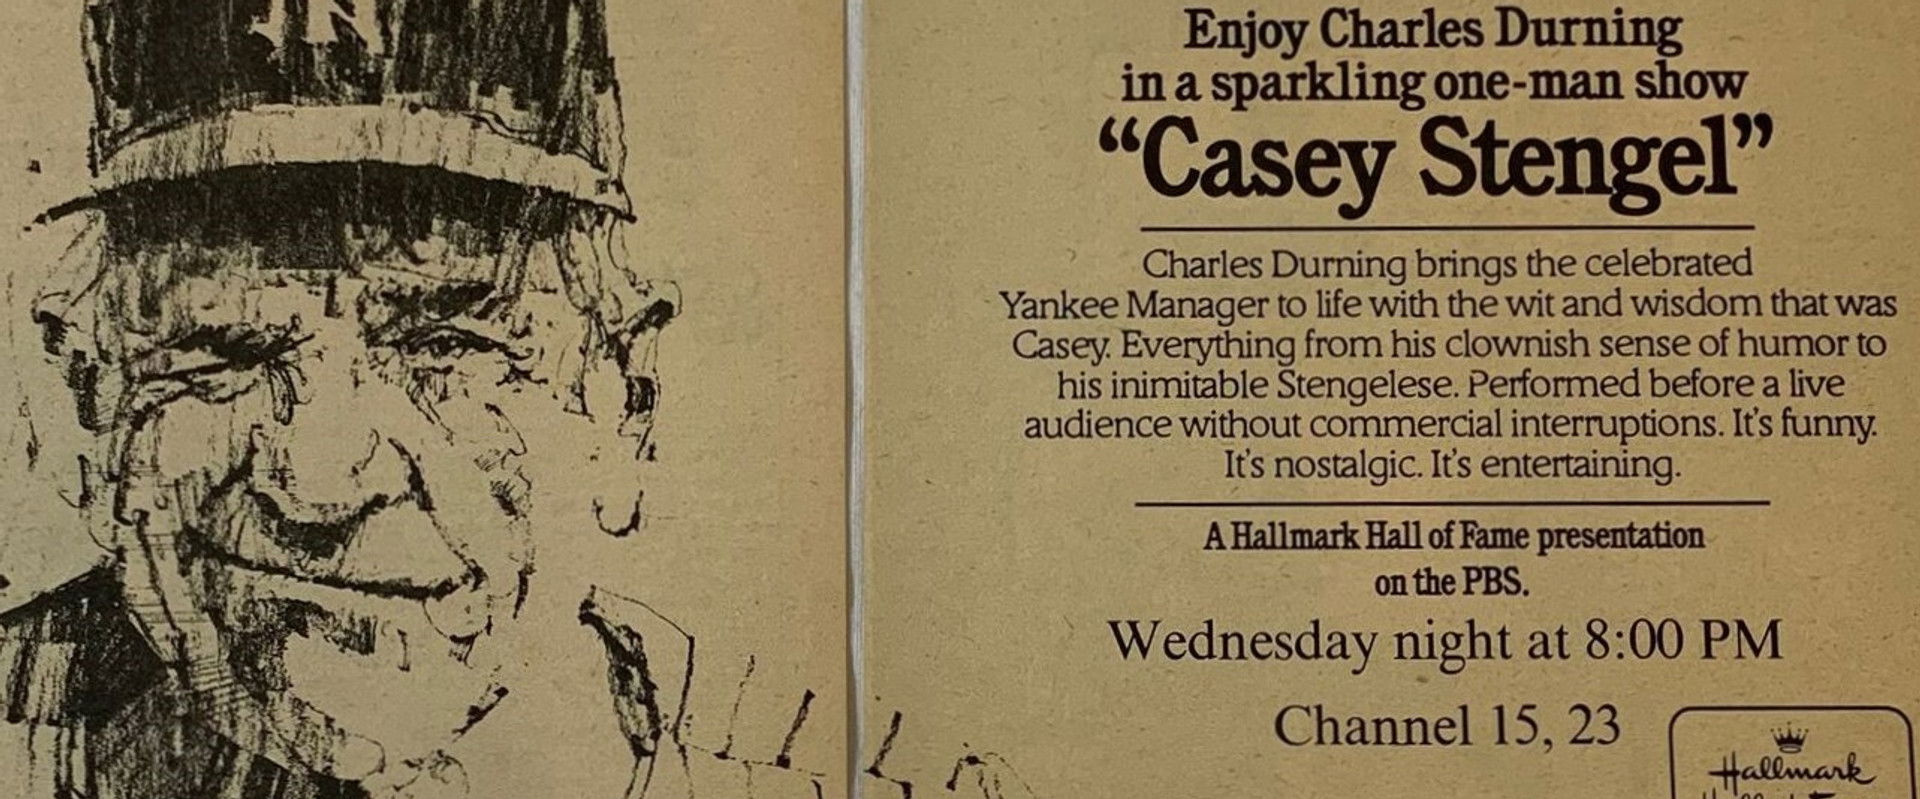 Enjoy Charles Durning
in a sparkling one-man show
“Casey Stengel”
Charles Durning brings the celebrated
Yankee Manager to life with the wit and wisdom that was
Casey. Everything from his clownish sense of humor to
his inimitable Stengelese. Performed before a live
audience without commercial interruptions. It's funny.
It's nostalgic. It's entertaining.
A Hallmark Hall of Fame presentation
on the PBS.
Wednesday night at 8:00 PM
Channel 15, 23
Hallmark